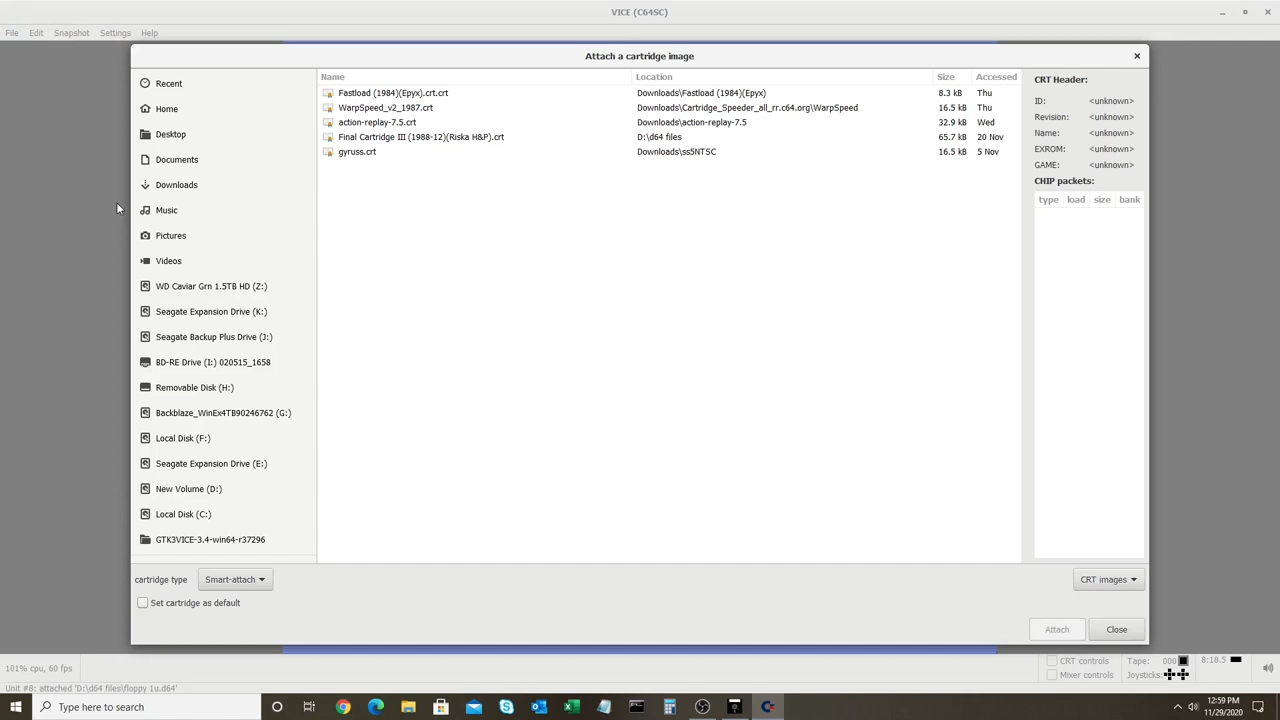 VICE (C64SC)
File Edit Snapshot Settings Help
Attach a cartridge image
Recent
Home
Desktop
Documents
Downloads
Music
Pictures
Videos
WD Caviar Grn 1.5TB HD (Z:)
Seagate Expansion Drive (K:)
Seagate Backup Plus Drive (J:)
BD-RE Drive (I:) 020515_1658
Removable Disk (H:)
Backblaze_WinEx4TB90246762 (G:)
Local Disk (F:)
Seagate Expansion Drive (E:)
New Volume (D:)
Local Disk (C:)
GTK3VICE-3.4-win64-r37296
Name Location Size Accessed
Fastload (1984)(Epyx).crt.crt Downloads\Fastload (1984)(Epyx) 8.3 kB Thu
WarpSpeed_v2_1987.crt Downloads\Cartridge_Speeder_all_rr.c64.org\WarpSpeed 16.5 kB Thu
action-replay-7.5.crt Downloads\action-replay-7.5 32.9 kB Wed
Final Cartridge III (1988-12)(Riska H&P).crt D:\d64 files 65.7 kB 20 Nov
gyruss.crt Downloads\ss5NTSC 16.5 kB 5 Nov
CRT Header:
ID: <unknown>
Revision: <unknown>
Name: <unknown>
EXROM: <unknown>
GAME: <unknown>
CHIP packets:
type load size bank
cartridge type Smart-attach CRT images
Set cartridge as default
Attach Close
101% cpu, 60 fps
CRT controls Tape: 000 8:18.5
Mixer controls Joysticks:
Unit #8: attached 'D:\d64 files\floppy 1u.d64'
Type here to search
12:59 PM
11/29/2020